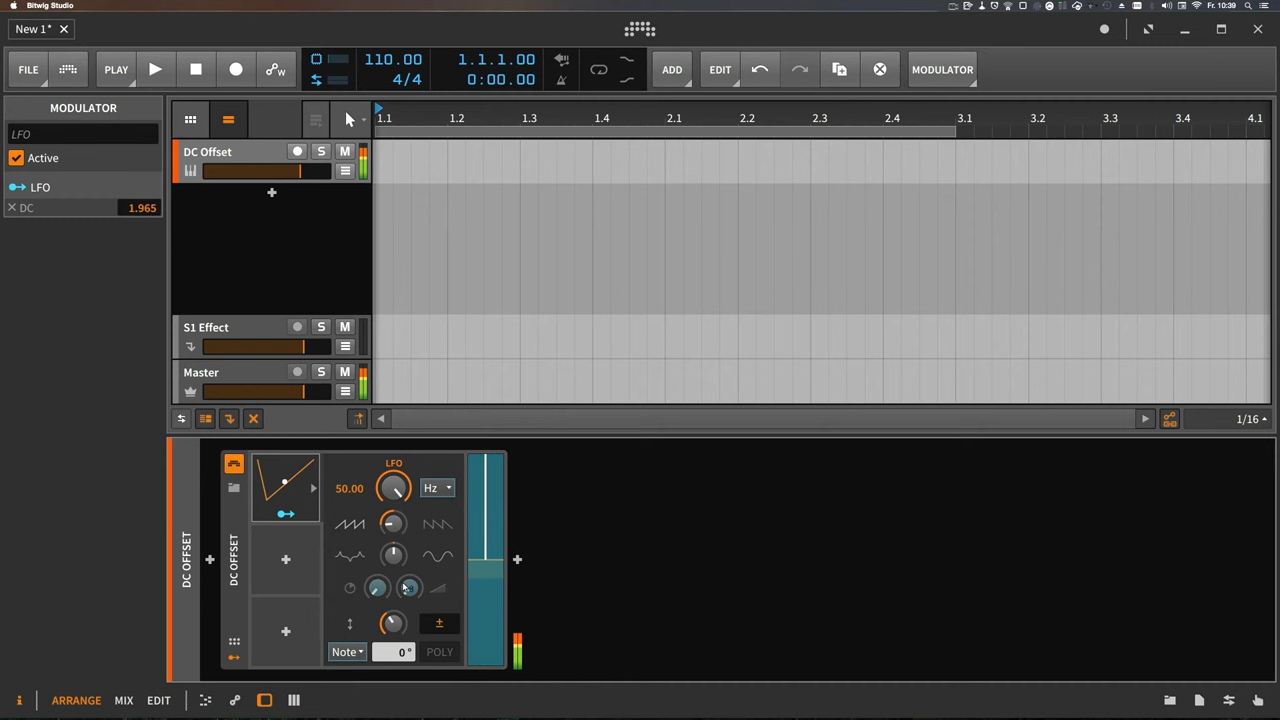 Bitwig Studio
Fr. 10:39
New 1*
FILE
PLAY
110.00
4/4
1.1.1.00
0:00.00
ADD
EDIT
MODULATOR
MODULATOR
LFO
Active
LFO
DC
1.965
1.1
1.2
1.3
1.4
2.1
2.2
2.3
2.4
3.1
3.2
3.3
3.4
4.1
DC Offset
S
M
S1 Effect
S
M
Master
S
M
1/16
DC OFFSET
DC OFFSET
LFO
50.00
Hz
±
Note
0 °
POLY
i
ARRANGE
MIX
EDIT